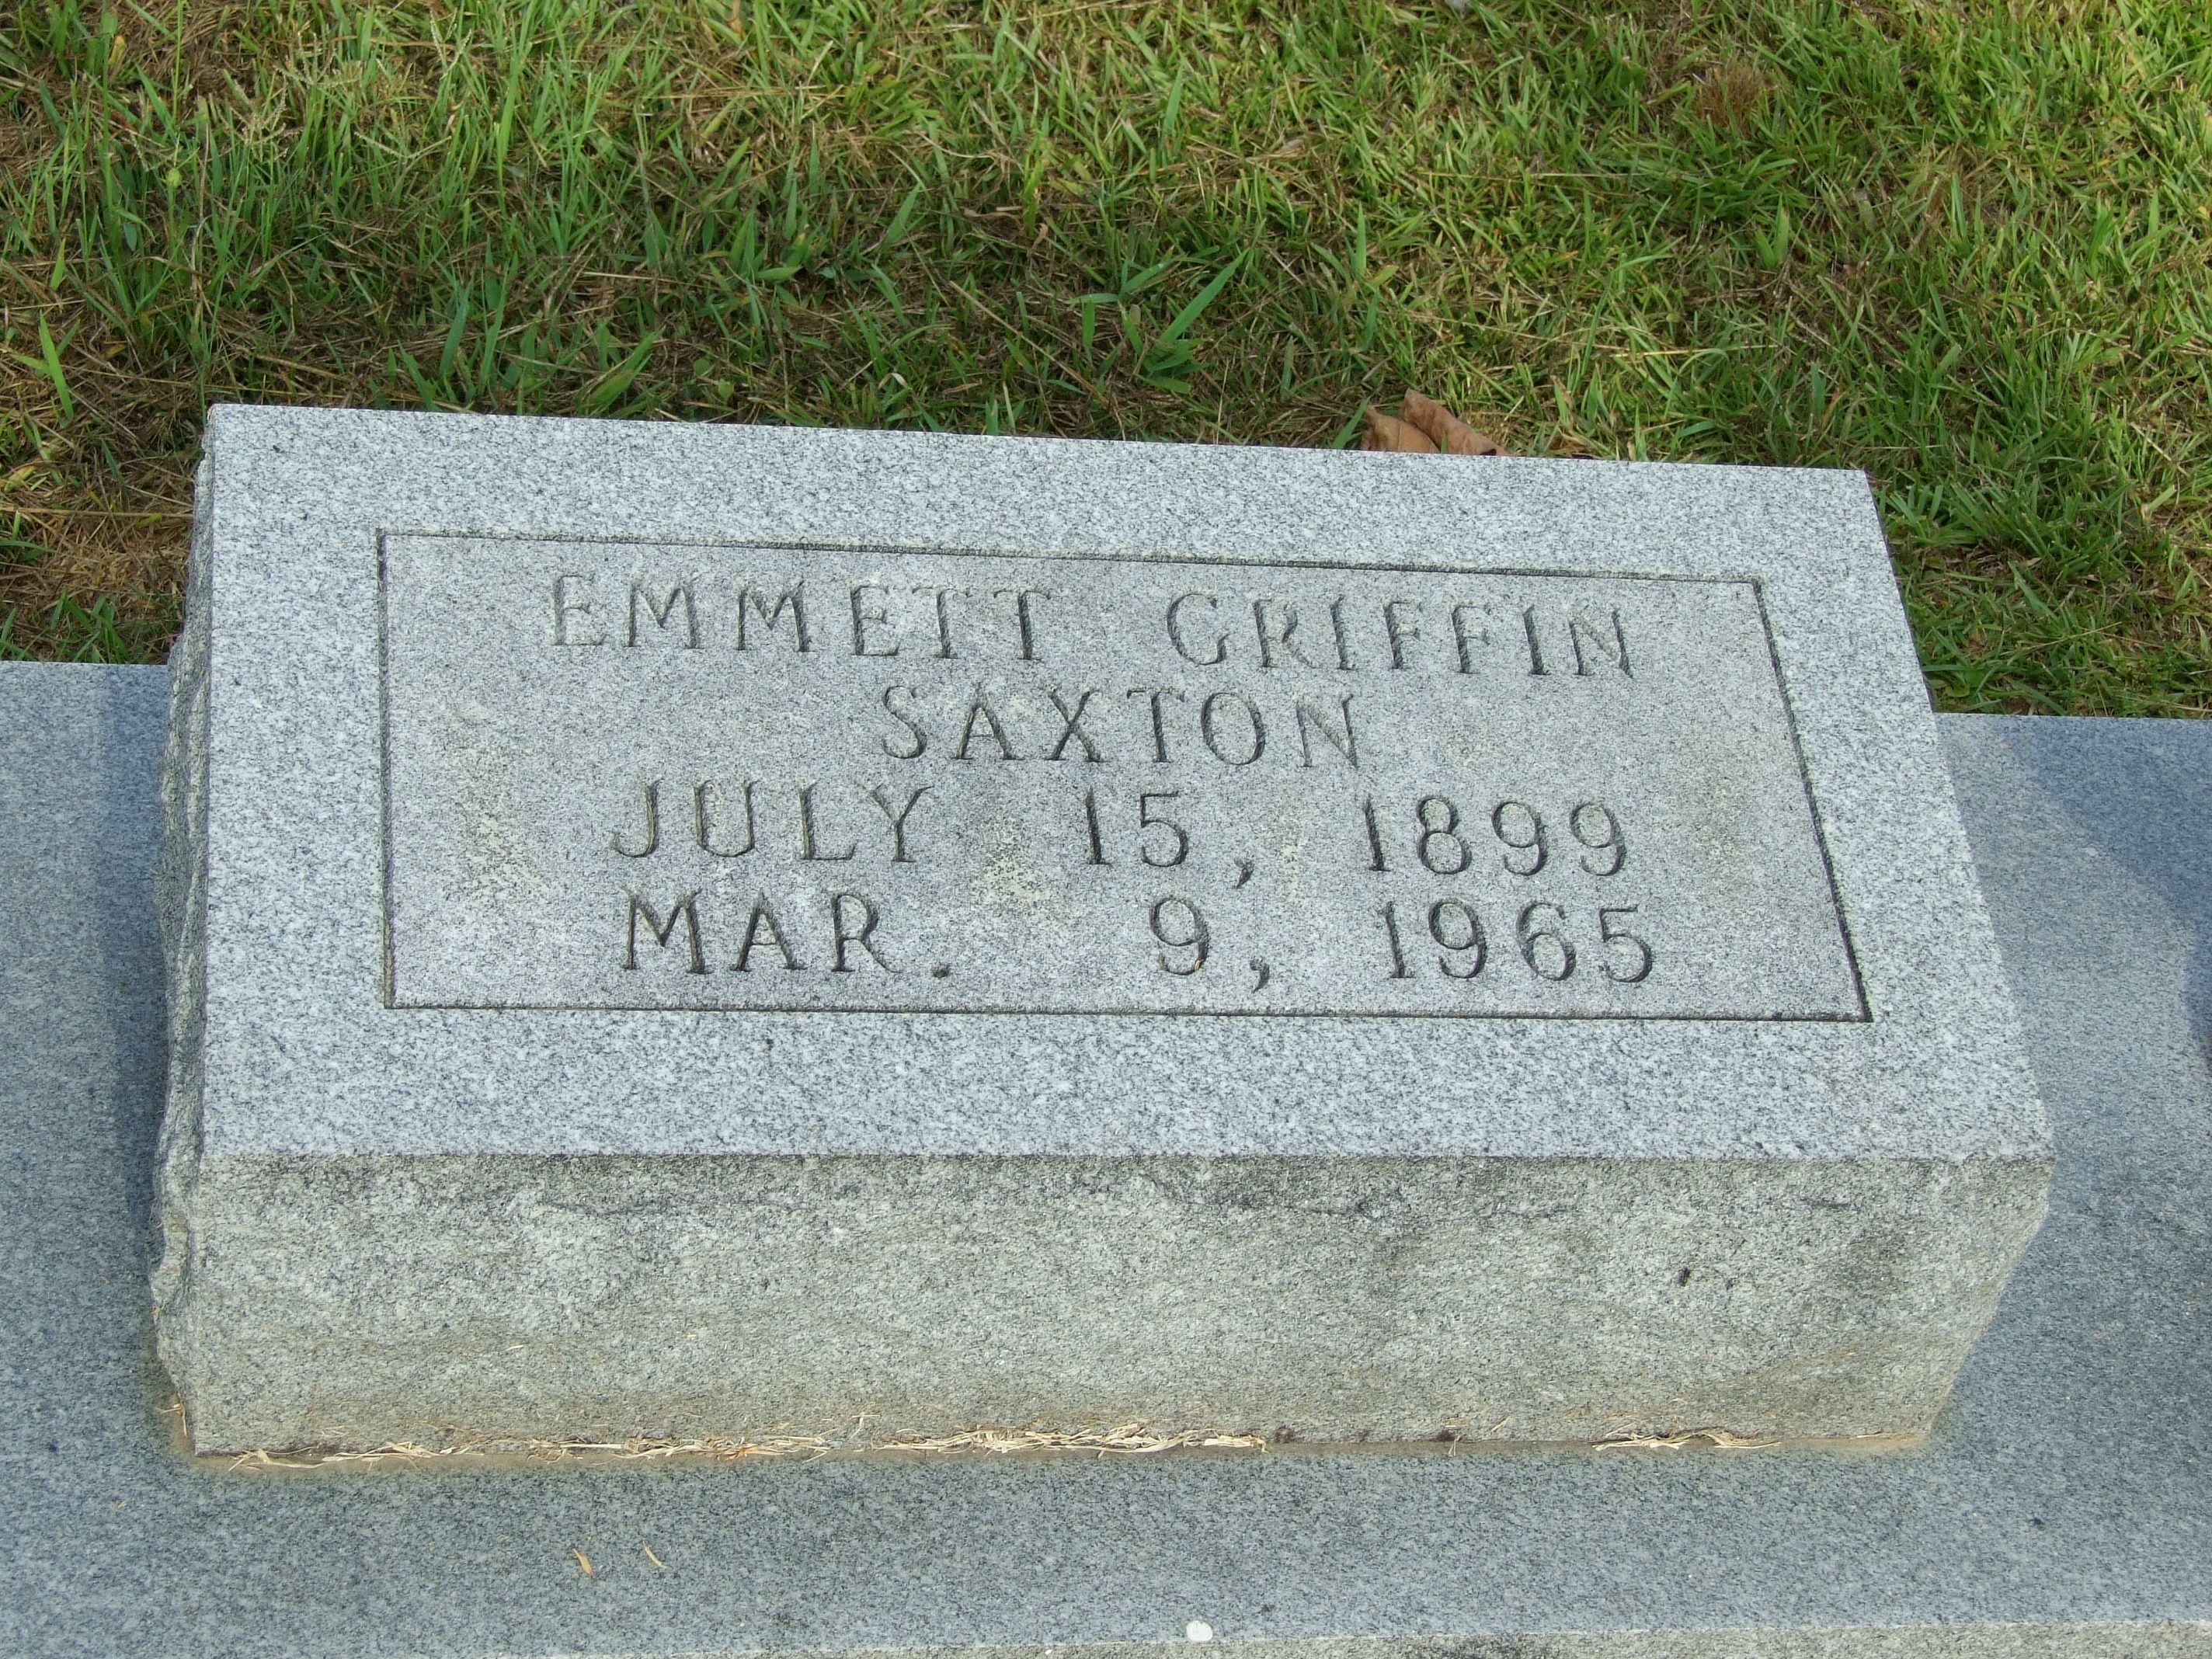 EMMETT GRIFFIN
SAXTON
JULY 15, 1899
MAR. 9, 1965